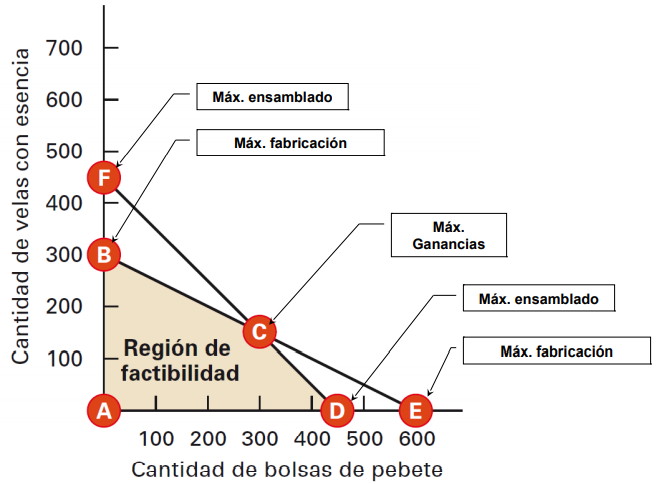 700
600
500
400
300
200
100
Cantidad de velas con esencia
Máx. ensamblado
Máx. fabricación
Máx.
Ganancias
Máx. ensamblado
Máx. fabricación
F
B
C
A
D
E
Región de
factibilidad
100 200 300 400 500 600
Cantidad de bolsas de pebete